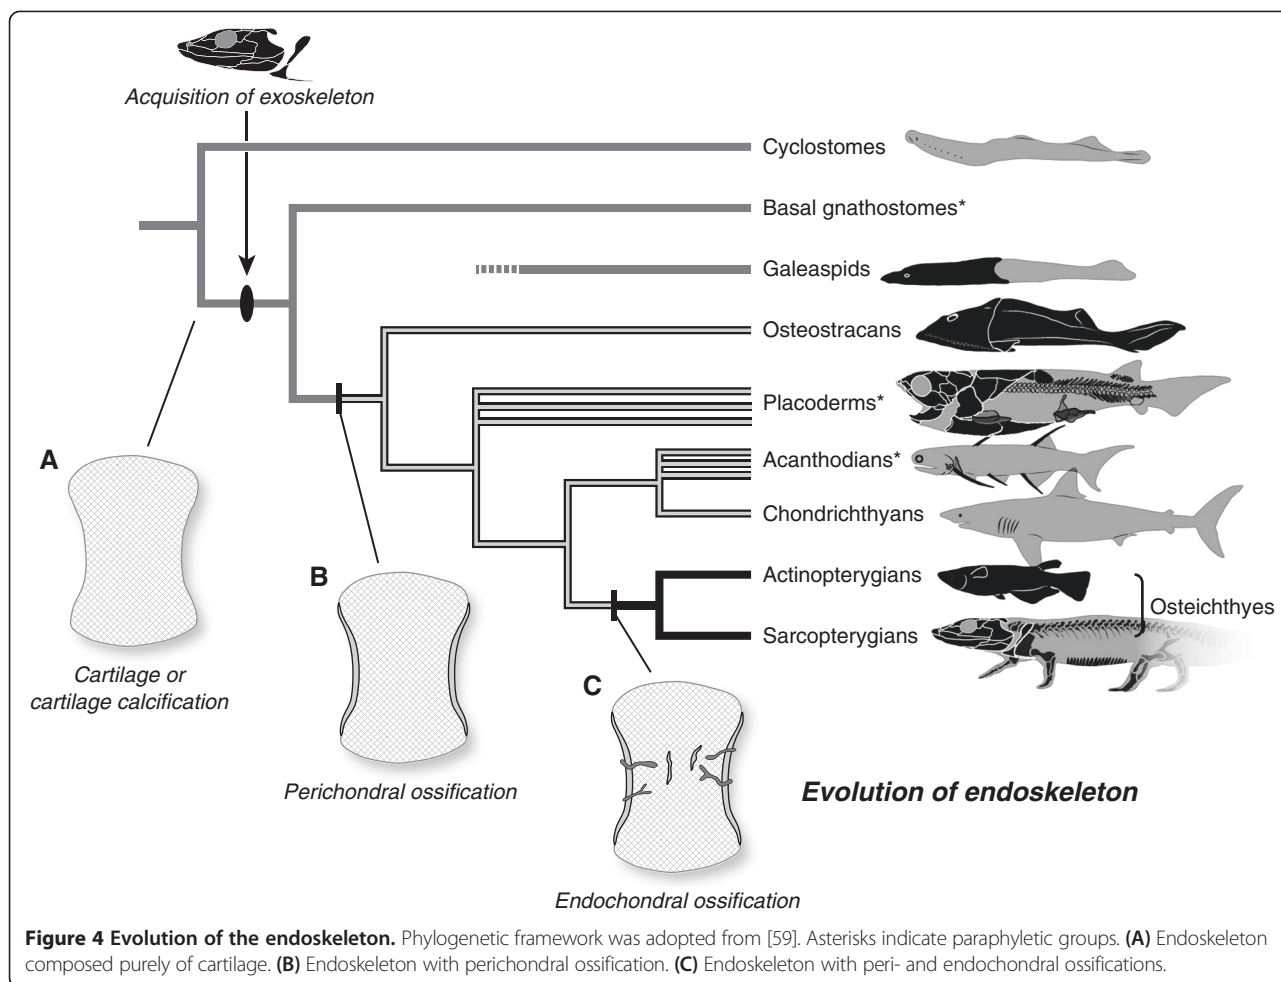 Acquisition of exoskeleton
Cyclostomes
Basal gnathostomes*
Galeaspids
Osteostracans
Placoderms*
Acanthodians*
Chondrichthyans
Actinopterygians
Osteichthyes
Sarcopterygians
A
Cartilage or
cartilage calcification
B
Perichondral ossification
C
Endochondral ossification
Evolution of endoskeleton
Figure 4 Evolution of the endoskeleton. Phylogenetic framework was adopted from [59]. Asterisks indicate paraphyletic groups. (A) Endoskeleton
composed purely of cartilage. (B) Endoskeleton with perichondral ossification. (C) Endoskeleton with peri- and endochondral ossifications.